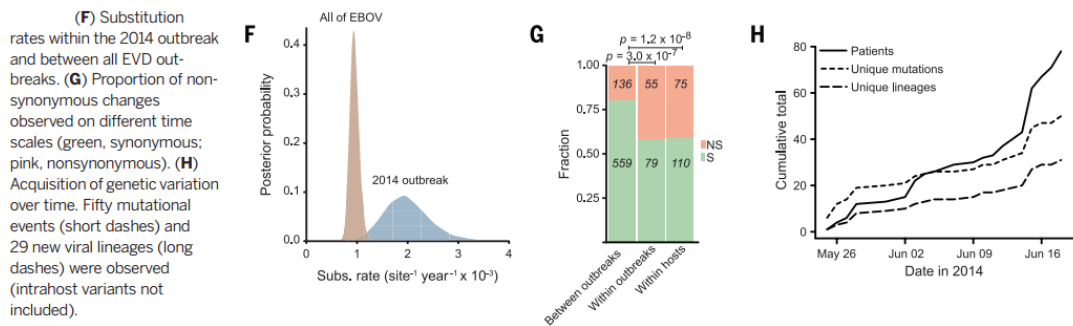 (F) Substitution
rates within the 2014 outbreak
and between all EVD out-
breaks. (G) Proportion of non-
synonymous changes
observed on different time
scales (green, synonymous;
pink, nonsynonymous). (H)
Acquisition of genetic variation
over time. Fifty mutational
events (short dashes) and
29 new viral lineages (long
dashes) were observed
(intrahost variants not
included).
F
All of EBOV
0.4
0.3
0.2
0.1
0.0
Posterior probability
2014 outbreak
0 1 2 3 4
Subs. rate (site⁻¹ year⁻¹ x 10⁻³)
G
p = 1.2 x 10⁻⁸
p = 3.0 x 10⁻⁷
1.00
0.75
0.50
0.25
Fraction
136 55 75
559 79 110
NS
S
Between outbreaks
Within outbreaks
Within hosts
H
80
60
40
20
0
Cumulative total
Patients
Unique mutations
Unique lineages
May 26 Jun 02 Jun 09 Jun 16
Date in 2014